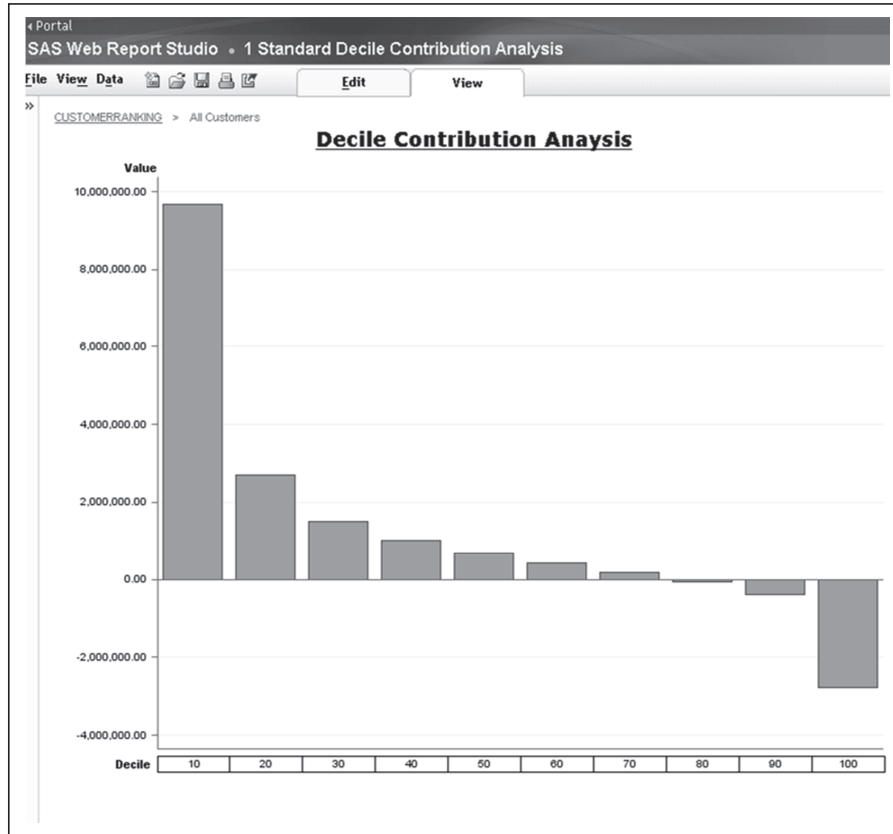 Portal
SAS Web Report Studio • 1 Standard Decile Contribution Analysis
File View Data Edit View
»
CUSTOMERRANKING > All Customers
Decile Contribution Anaysis
Value
10,000,000.00
8,000,000.00
6,000,000.00
4,000,000.00
2,000,000.00
0.00
-2,000,000.00
-4,000,000.00
Decile 10 20 30 40 50 60 70 80 90 100